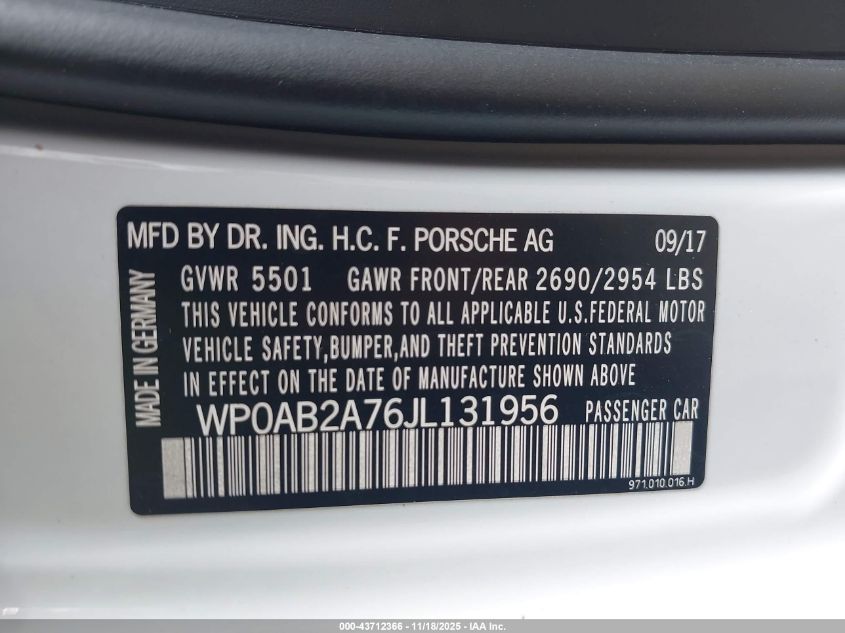 MFD BY DR. ING. H.C. F. PORSCHE AG 09/17
GVWR 5501 GAWR FRONT/REAR 2690/2954 LBS
THIS VEHICLE CONFORMS TO ALL APPLICABLE U.S.FEDERAL MOTOR
VEHICLE SAFETY,BUMPER,AND THEFT PREVENTION STANDARDS
IN EFFECT ON THE DATE OF MANUFACTURE SHOWN ABOVE
WP0AB2A76JL131956 PASSENGER CAR
971.010.016.H
MADE IN GERMANY
000-43712366 - 11/18/2025 - IAA Inc.